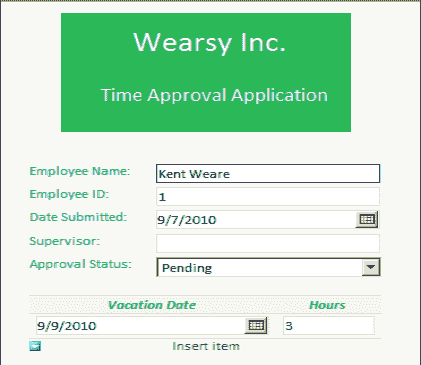 Wearsy Inc.
Time Approval Application
Employee Name: Kent Weare
Employee ID: 1
Date Submitted: 9/7/2010
Supervisor:
Approval Status: Pending
Vacation Date Hours
9/9/2010 3
Insert item